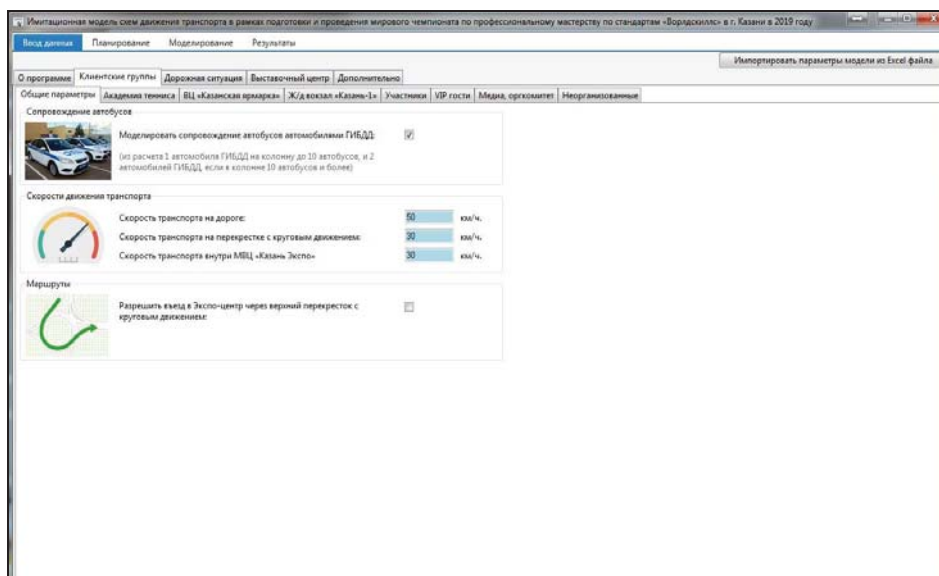 Имитационная модель схем движения транспорта в рамках подготовки и проведения мирового чемпионата по профессиональному мастерству по стандартам «Ворлдскиллс» в г. Казани в 2019 году
Ввод данных Планирование Моделирование Результаты
Импортировать параметры модели из Excel файла
О программе Клиентские группы Дорожная ситуация Выставочный центр Дополнительно
Общие параметры Академия тенниса ВЦ «Казанская ярмарка» Ж/д вокзал «Казань-1» Участники VIP гости Медиа, оргкомитет Неорганизованные
Сопровождение автобусов
Моделировать сопровождение автобусов автомобилями ГИБДД:
(из расчета 1 автомобиля ГИБДД на колонну до 10 автобусов, и 2
автомобилей ГИБДД, если в колонне 10 автобусов и более)
Скорости движения транспорта
Скорость транспорта на дороге: 50 км/ч.
Скорость транспорта на перекрестке с круговым движением: 30 км/ч.
Скорость транспорта внутри МВЦ «Казань Экспо» 30 км/ч.
Маршруты
Разрешить въезд в Экспо-центр через верхний перекресток с
круговым движением: